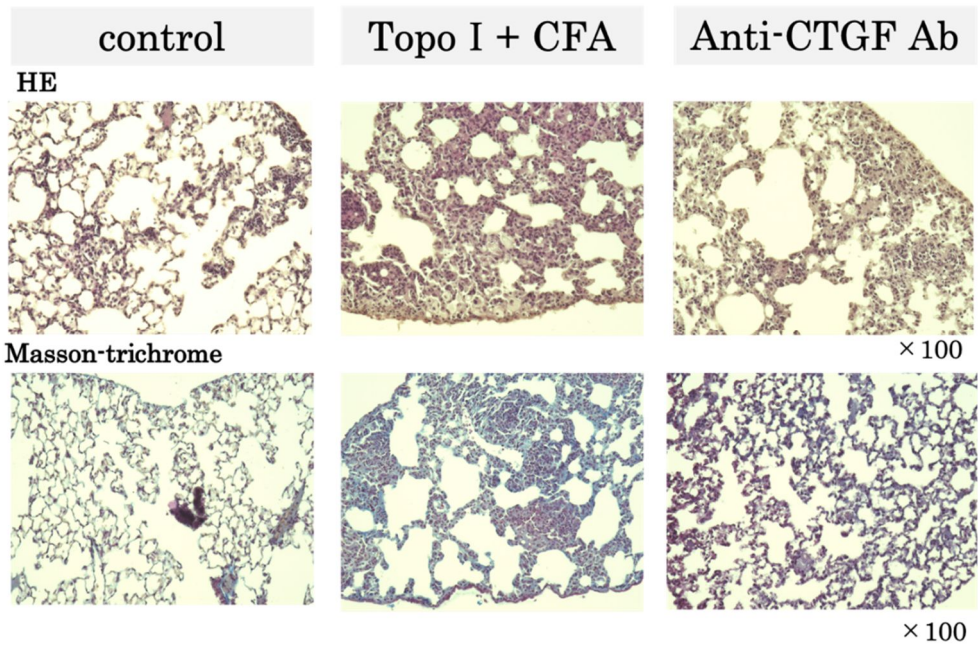 control
Topo I + CFA
Anti-CTGF Ab
HE
× 100
Masson-trichrome
× 100